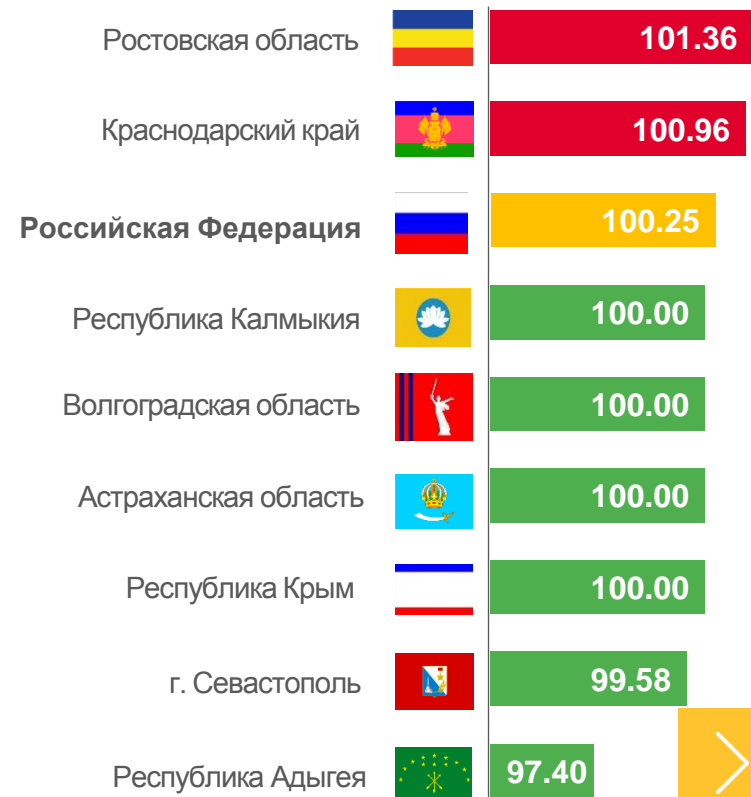 Ростовская область 101.36
Краснодарский край 100.96
Российская Федерация 100.25
Республика Калмыкия 100.00
Волгоградская область 100.00
Астраханская область 100.00
Республика Крым 100.00
г. Севастополь 99.58
Республика Адыгея 97.40